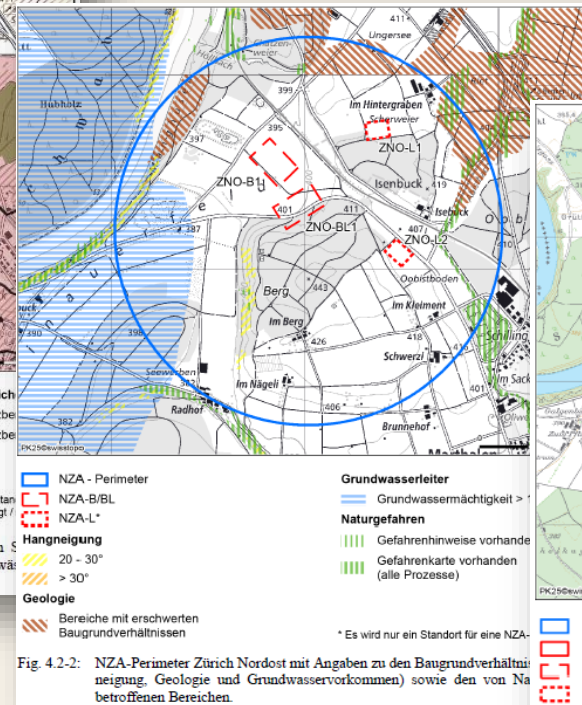 411
Ungersee
Im Hintergraben
Scherweier
399
395
397
ZNO-L1
ZNO-B1
Isenbuck
419
Isebuck
401
411
ZNO-BL1
407
ZNO-L2
387
Hubholz
Berg
443
Oobistboden
Im Kleiment
Im Berg
426
418
Schwerzi
Schilling
390
398
Seewerben
Im Nägeli
382
Radhof
406
401
Im Sack
Brunnehof
382
PK25©swisstopo
NZA - Perimeter
NZA-B/BL
NZA-L*
Hangneigung
20 - 30°
> 30°
Geologie
Bereiche mit erschwerten
Baugrundverhältnissen
Grundwasserleiter
Grundwassermächtigkeit >
Naturgefahren
Gefahrenhinweise vorhande
Gefahrenkarte vorhanden
(alle Prozesse)
* Es wird nur ein Standort für eine NZA-
Fig. 4.2-2: NZA-Perimeter Zürich Nordost mit Angaben zu den Baugrundverhältnis
neigung, Geologie und Grundwasservorkommen) sowie den von Na
betroffenen Bereichen.